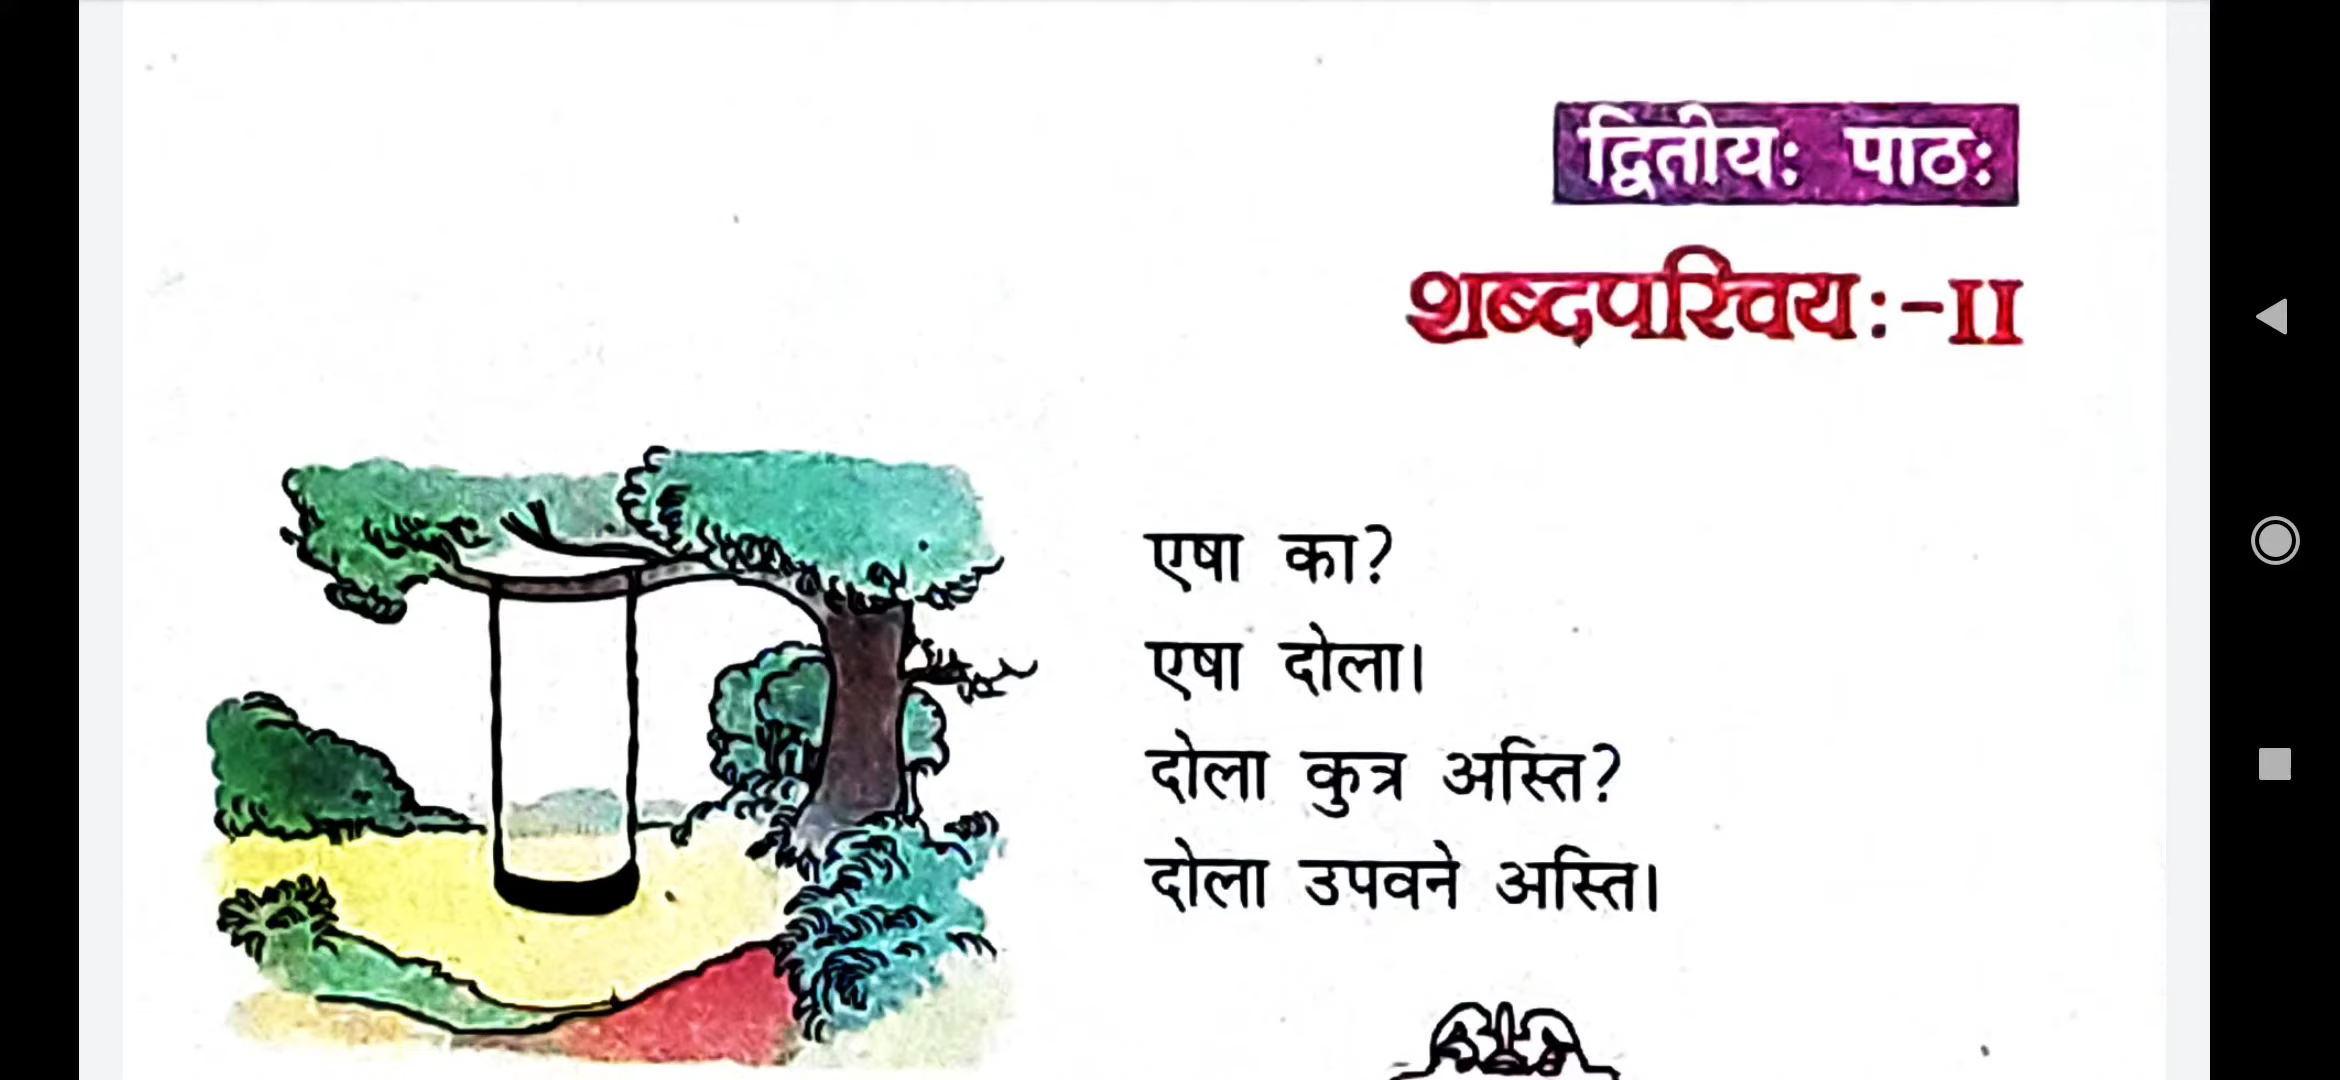 द्वितीयः पाठः
शब्दपरिचयः-II
एषा का?
एषा दोला।
दोला कुत्र अस्ति?
दोला उपवने अस्ति।